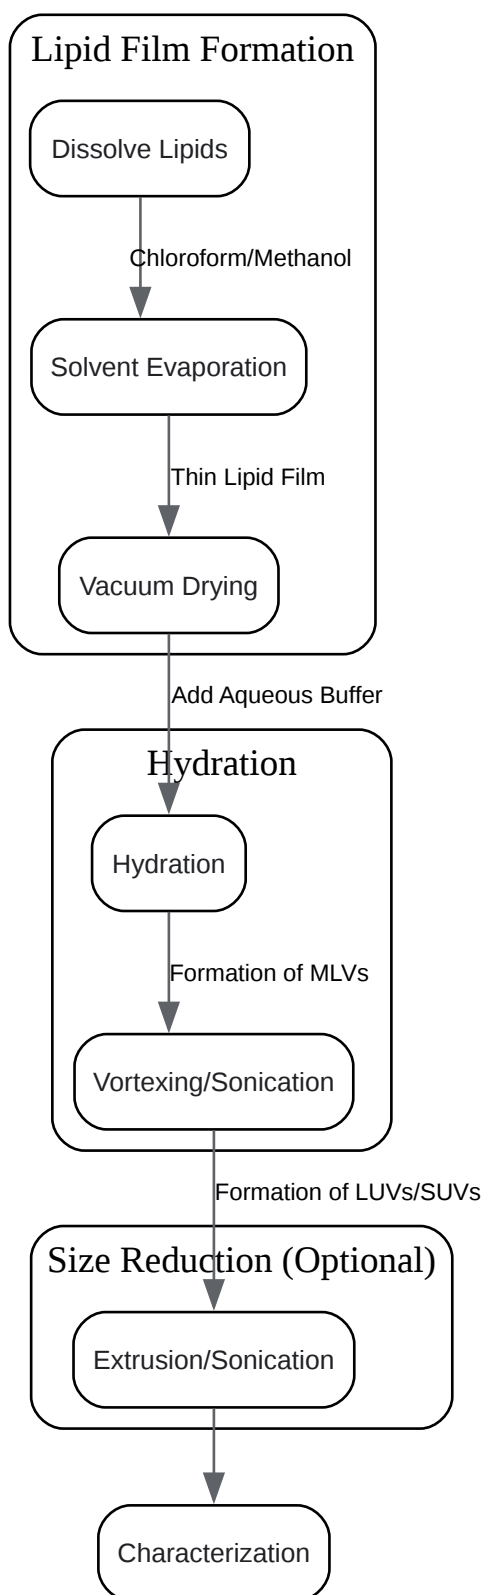 Lipid Film Formation
Dissolve Lipids
Chloroform/Methanol
Solvent Evaporation
Thin Lipid Film
Vacuum Drying
Add Aqueous Buffer
Hydration
Hydration
Formation of MLVs
Vortexing/Sonication
Formation of LUVs/SUVs
Size Reduction (Optional)
Extrusion/Sonication
Characterization